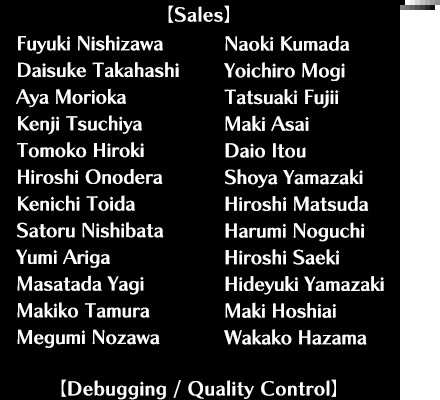 【Sales】
Fuyuki Nishizawa Naoki Kumada
Daisuke Takahashi Yoichiro Mogi
Aya Morioka Tatsuaki Fujii
Kenji Tsuchiya Maki Asai
Tomoko Hiroki Daio Itou
Hiroshi Onodera Shoya Yamazaki
Kenichi Toida Hiroshi Matsuda
Satoru Nishibata Harumi Noguchi
Yumi Ariga Hiroshi Saeki
Masatada Yagi Hideyuki Yamazaki
Makiko Tamura Maki Hoshiai
Megumi Nozawa Wakako Hazama
【Debugging / Quality Control】